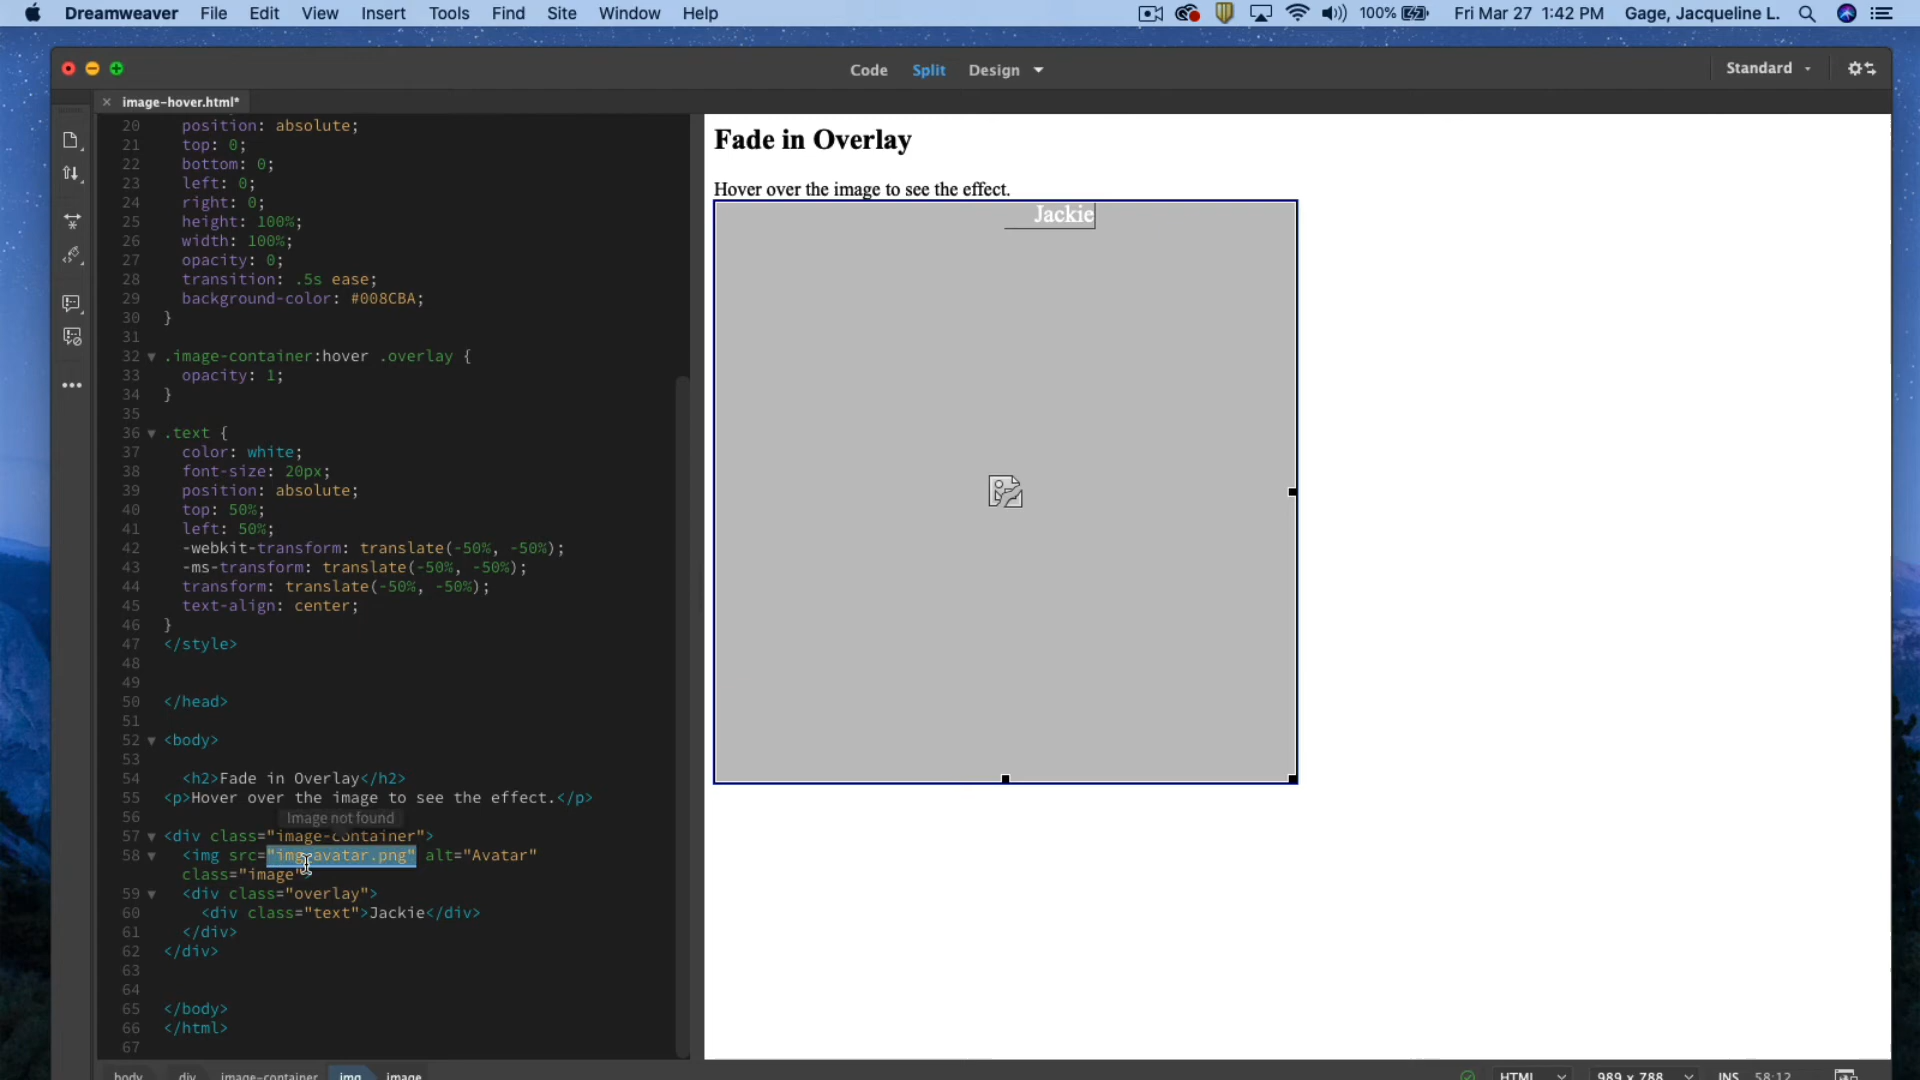 Dreamweaver File Edit View Insert Tools Find Site Window Help 100% Fri Mar 27 1:42 PM Gage, Jacqueline L.
Code Split Design Standard
image-hover.html*
20 position: absolute;
21 top: 0;
22 bottom: 0;
23 left: 0;
24 right: 0;
25 height: 100%;
26 width: 100%;
27 opacity: 0;
28 transition: .5s ease;
29 background-color: #008CBA;
30 }
31
32 .image-container:hover .overlay {
33 opacity: 1;
34 }
35
36 .text {
37 color: white;
38 font-size: 20px;
39 position: absolute;
40 top: 50%;
41 left: 50%;
42 -webkit-transform: translate(-50%, -50%);
43 -ms-transform: translate(-50%, -50%);
44 transform: translate(-50%, -50%);
45 text-align: center;
46 }
47 </style>
48
49
50 </head>
51
52 <body>
53
54 <h2>Fade in Overlay</h2>
55 <p>Hover over the image to see the effect.</p>
56
Image not found
57 <div class="image-container">
58 <img src="img_avatar.png" alt="Avatar"
class="image">
59 <div class="overlay">
60 <div class="text">Jackie</div>
61 </div>
62 </div>
63
64
65 </body>
66 </html>
67
Fade in Overlay
Hover over the image to see the effect.
Jackie
body div image-container img image HTML 989 x 788 INS 58:12